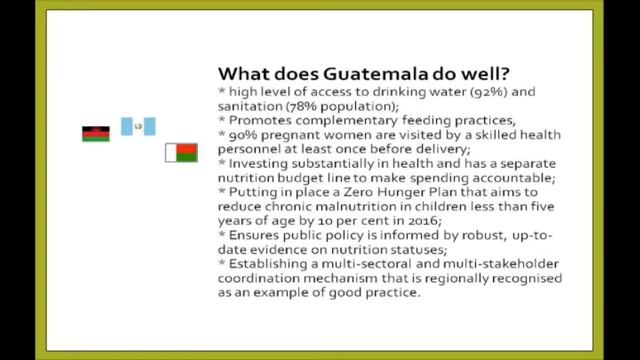 What does Guatemala do well?
* high level of access to drinking water (92%) and
sanitation (78% population);
* Promotes complementary feeding practices,
* 90% pregnant women are visited by a skilled health
personnel at least once before delivery;
* Investing substantially in health and has a separate
nutrition budget line to make spending accountable;
* Putting in place a Zero Hunger Plan that aims to
reduce chronic malnutrition in children less than five
years of age by 10 per cent in 2016;
* Ensures public policy is informed by robust, up-to-
date evidence on nutrition statuses;
* Establishing a multi-sectoral and multi-stakeholder
coordination mechanism that is regionally recognised
as an example of good practice.